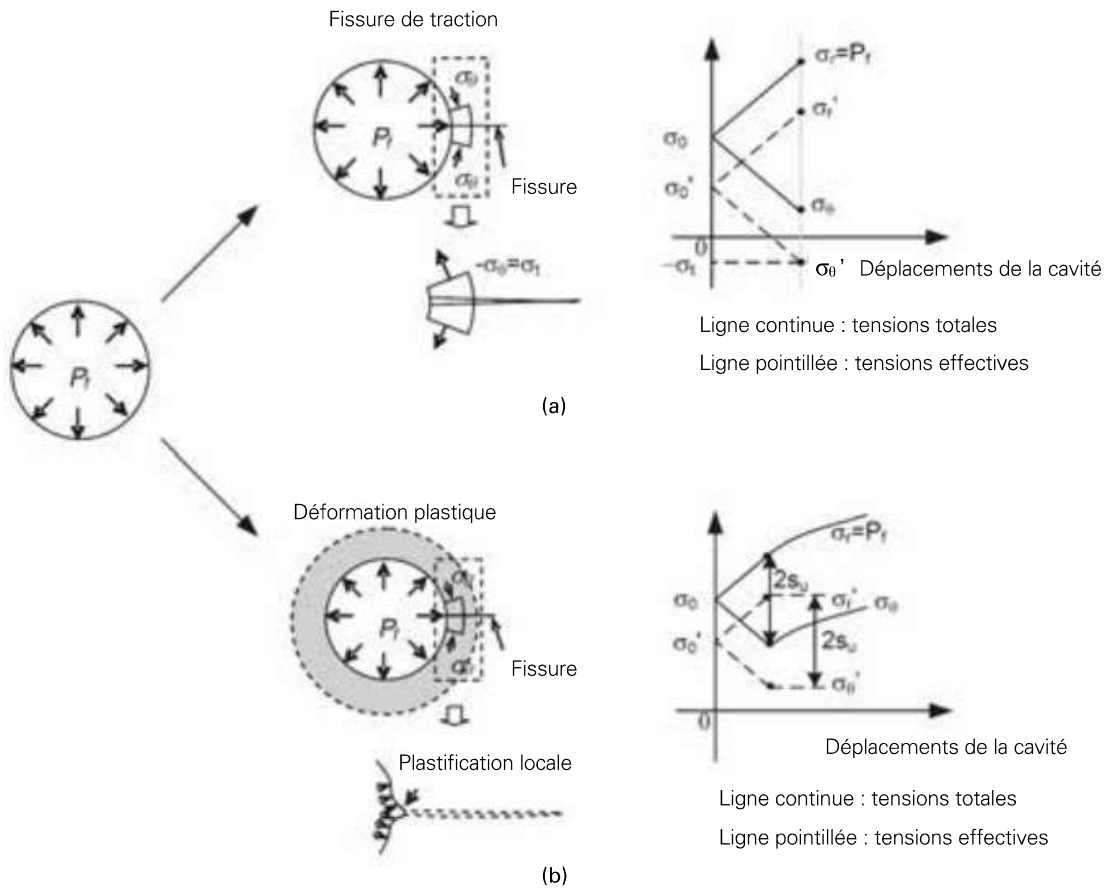 Fissure de traction
σθ
Pf
σθ
Fissure
-σθ=σt
σr=Pf
σr'
σ0
σ0'
σθ
0
-σt
σθ' Déplacements de la cavité
Ligne continue : tensions totales
Ligne pointillée : tensions effectives
(a)
Pf
Déformation plastique
Pf
Fissure
Plastification locale
σr=Pf
2su
σ0
σr'
σθ
σ0'
2su
σθ'
0
Déplacements de la cavité
Ligne continue : tensions totales
Ligne pointillée : tensions effectives
(b)